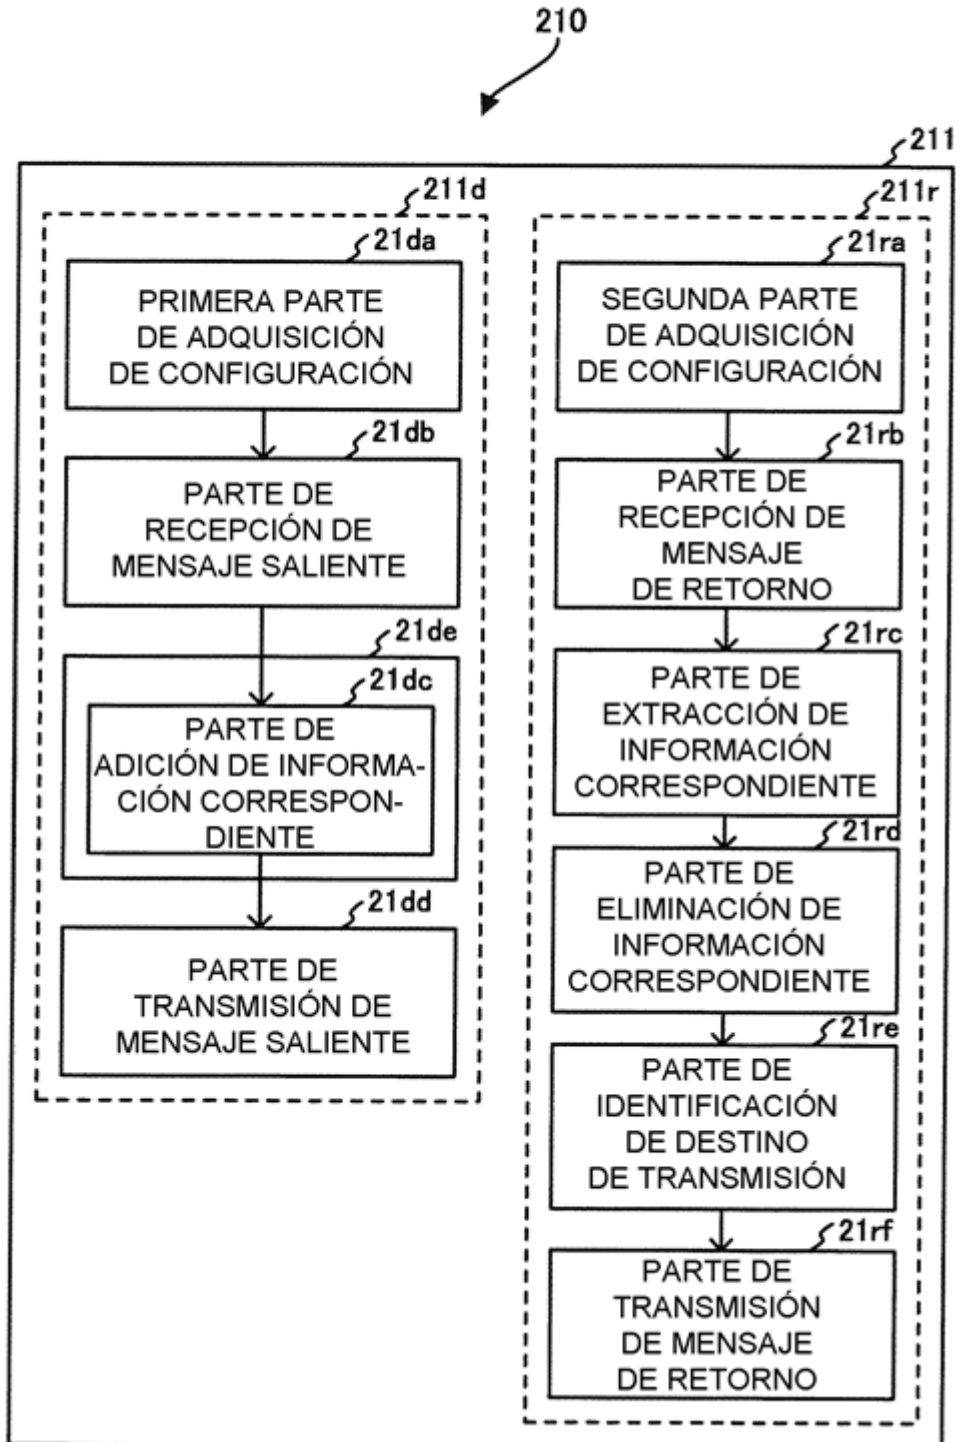 210
211
211d
21da
PRIMERA PARTE
DE ADQUISICIÓN
DE CONFIGURACIÓN
21db
PARTE DE
RECEPCIÓN DE
MENSAJE SALIENTE
21de
21dc
PARTE DE
ADICIÓN DE INFORMA-
CIÓN CORRESPON-
DIENTE
21dd
PARTE DE
TRANSMISIÓN DE
MENSAJE SALIENTE
211r
21ra
SEGUNDA PARTE
DE ADQUISICIÓN
DE CONFIGURACIÓN
21rb
PARTE DE
RECEPCIÓN DE
MENSAJE
DE RETORNO
21rc
PARTE DE
EXTRACCIÓN DE
INFORMACIÓN
CORRESPONDIENTE
21rd
PARTE DE
ELIMINACIÓN DE
INFORMACIÓN
CORRESPONDIENTE
21re
PARTE DE
IDENTIFICACIÓN
DE DESTINO
DE TRANSMISIÓN
21rf
PARTE DE
TRANSMISIÓN
DE MENSAJE
DE RETORNO